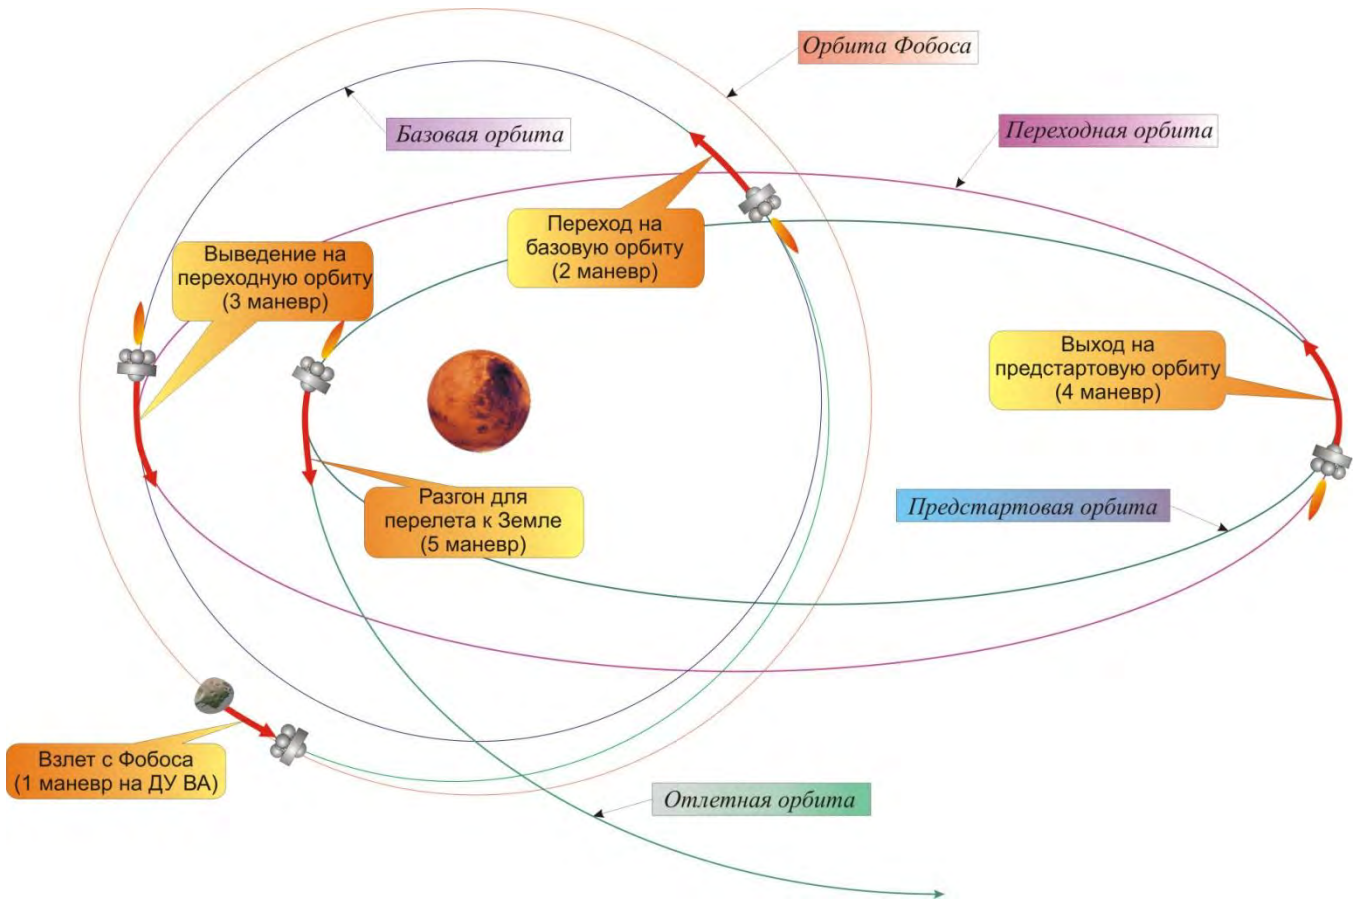 Орбита Фобоса
Базовая орбита
Переходная орбита
Переход на
базовую орбиту
(2 маневр)
Выведение на
переходную орбиту
(3 маневр)
Выход на
предстартовую орбиту
(4 маневр)
Разгон для
перелета к Земле
(5 маневр)
Предстартовая орбита
Взлет с Фобоса
(1 маневр на ДУ ВА)
Отлетная орбита